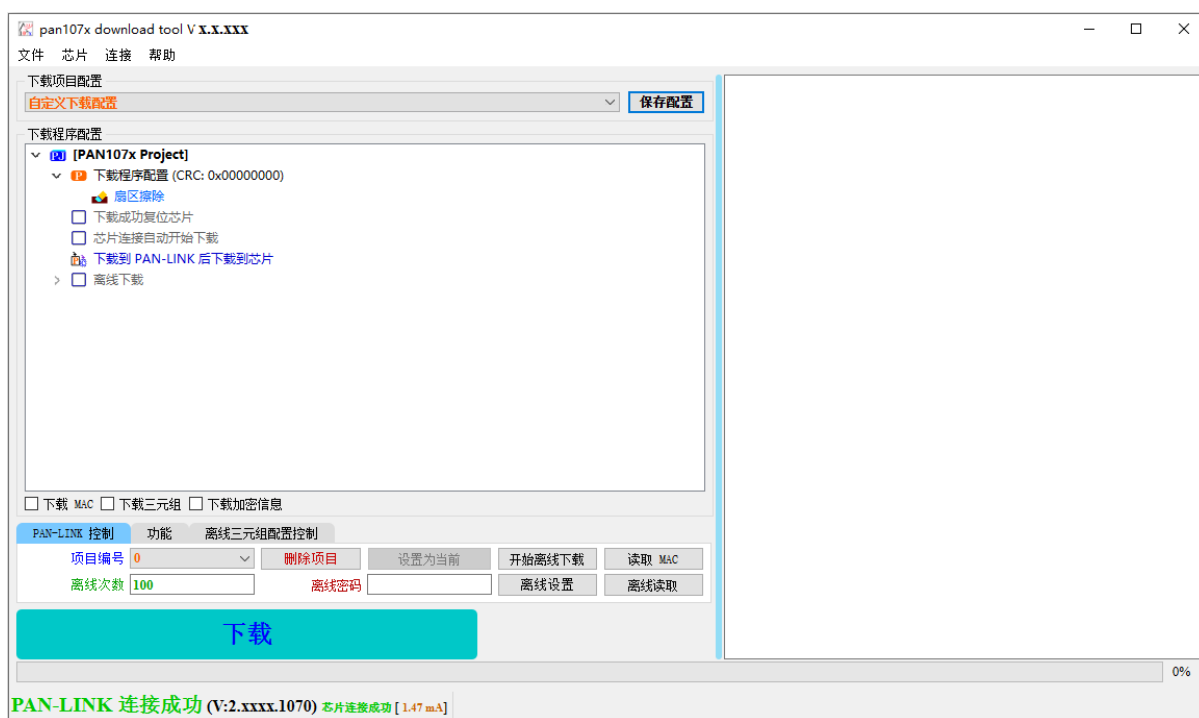 pan107x download tool V x.x.xxx
文件 芯片 连接 帮助
下载项目配置
自定义下载配置 保存配置
下载程序配置
[PAN107x Project]
下载程序配置 (CRC: 0x00000000)
扇区擦除
下载成功复位芯片
芯片连接自动开始下载
下载到 PAN-LINK 后下载到芯片
离线下载
下载 MAC 下载三元组 下载加密信息
PAN-LINK 控制 功能 离线三元组配置控制
项目编号 0 删除项目 设置为当前 开始离线下载 读取 MAC
离线次数 100 离线密码 离线设置 离线读取
下载
0%
PAN-LINK 连接成功 (V:2.xxxx.1070) 芯片连接成功 [ 1.47 mA]